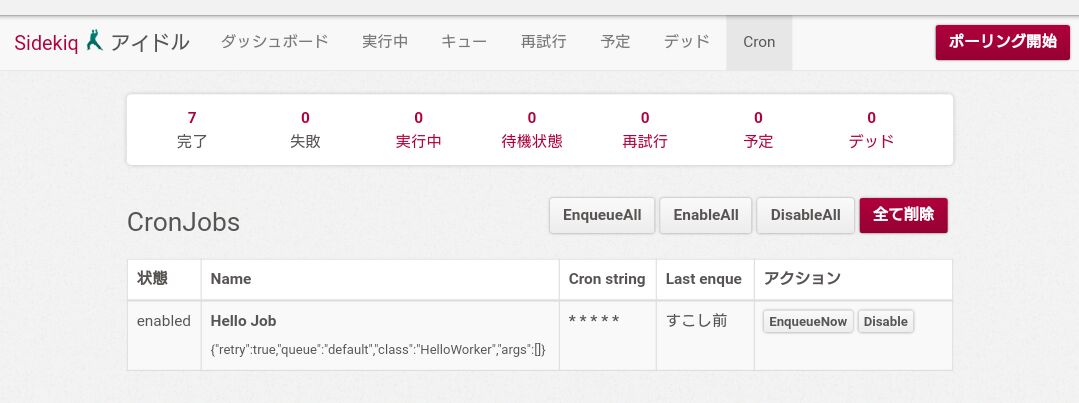 Sidekiq アイドル ダッシュボード 実行中 キュー 再試行 予定 デッド Cron ポーリング開始
7 0 0 0 0 0 0
完了 失敗 実行中 待機状態 再試行 予定 デッド
CronJobs EnqueueAll EnableAll DisableAll 全て削除
状態 Name Cron string Last enque アクション
enabled Hello Job * * * * * すこし前 EnqueueNow Disable
{"retry":true,"queue":"default","class":"HelloWorker","args":[]}